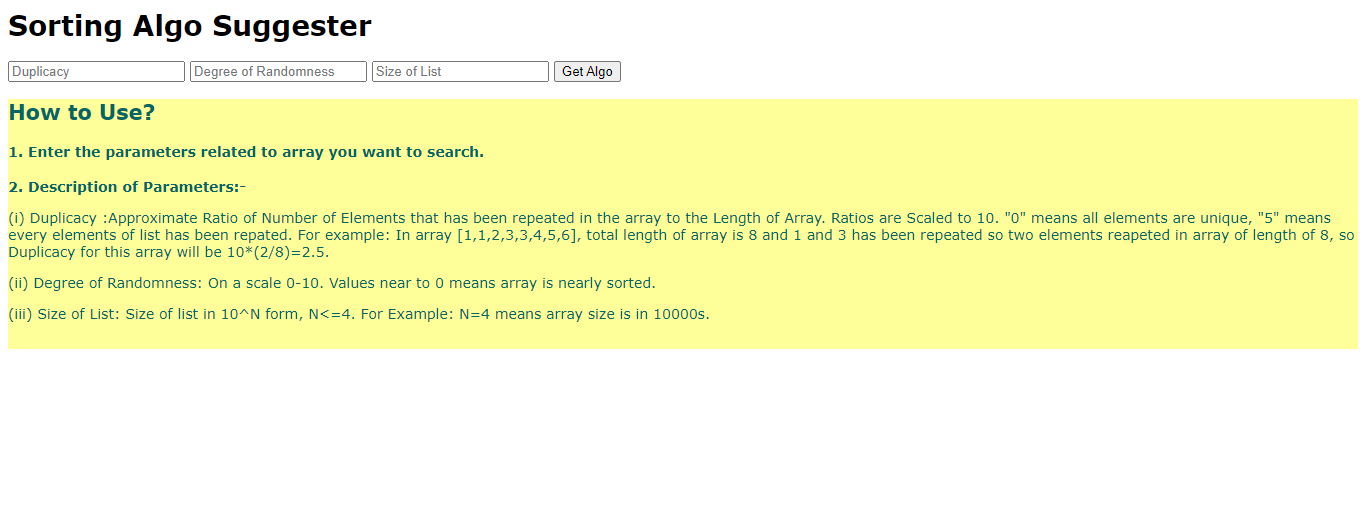 Sorting Algo Suggester
Duplicacy Degree of Randomness Size of List Get Algo
How to Use?
1. Enter the parameters related to array you want to search.
2. Description of Parameters:-
(i) Duplicacy :Approximate Ratio of Number of Elements that has been repeated in the array to the Length of Array. Ratios are Scaled to 10. "0" means all elements are unique, "5" means
every elements of list has been repated. For example: In array [1,1,2,3,3,4,5,6], total length of array is 8 and 1 and 3 has been repeated so two elements reapeted in array of length of 8, so
Duplicacy for this array will be 10*(2/8)=2.5.
(ii) Degree of Randomness: On a scale 0-10. Values near to 0 means array is nearly sorted.
(iii) Size of List: Size of list in 10^N form, N<=4. For Example: N=4 means array size is in 10000s.